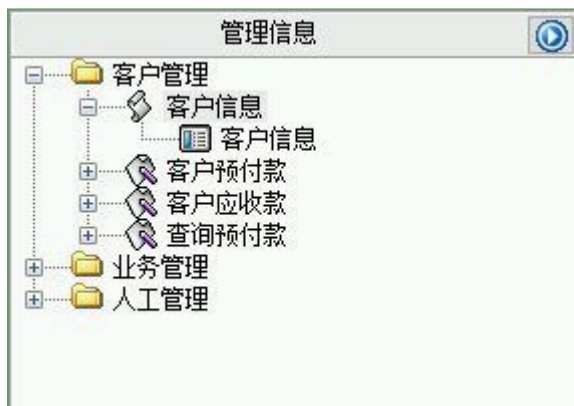 管理信息
客户管理
客户信息
客户信息
客户预付款
客户应收款
查询预付款
业务管理
人工管理